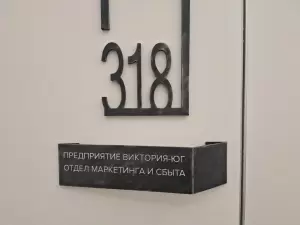 318
ПРЕДПРИЯТИЕ ВИКТОРИЯ-ЮГ
ОТДЕЛ МАРКЕТИНГА И СБЫТА